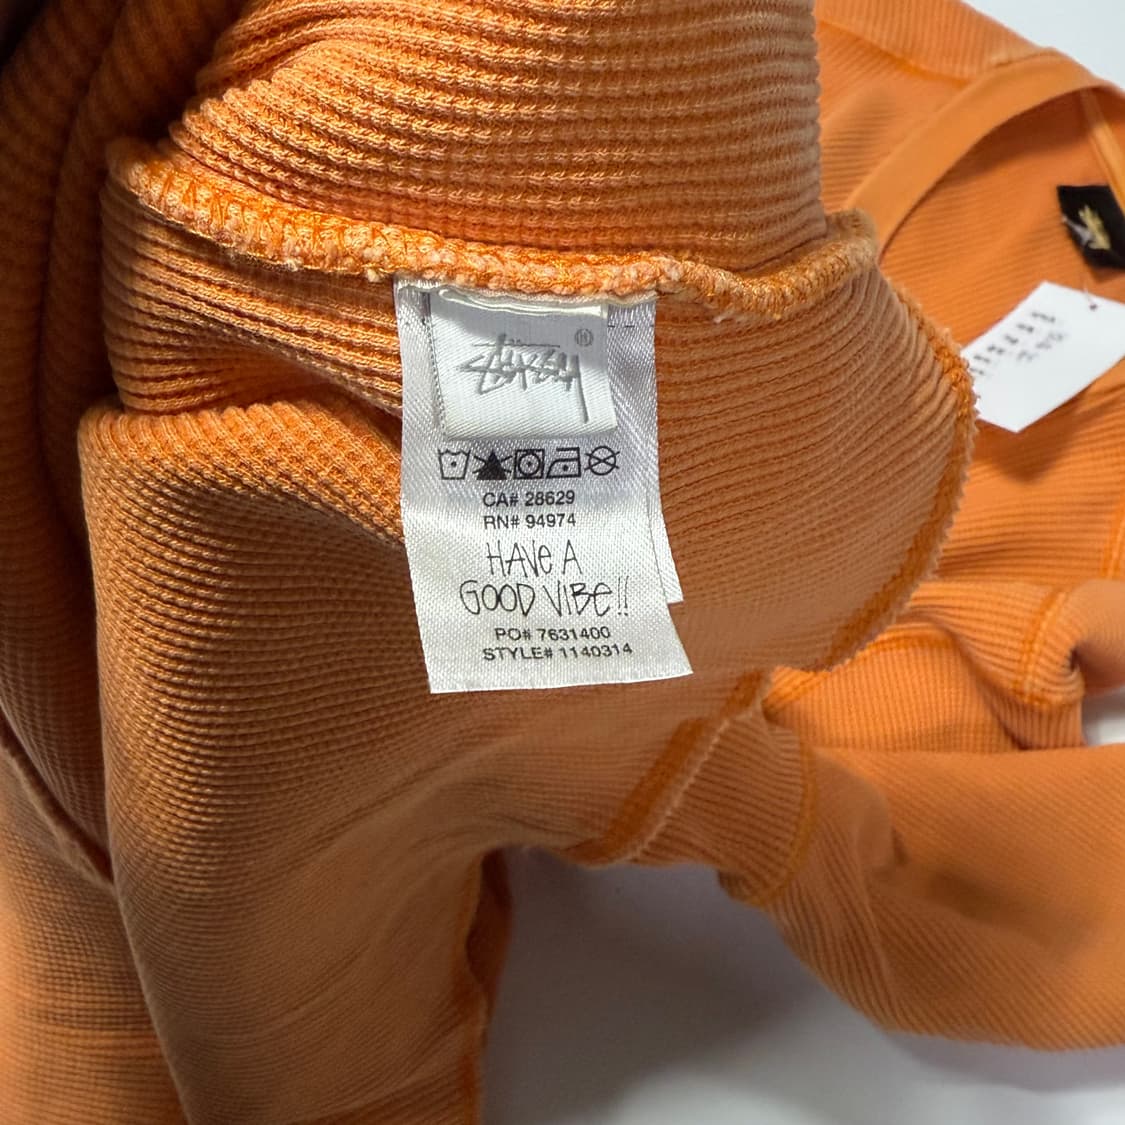 Stüssy ®
CA# 28629
RN# 94974
HAVe A
GOOD VIBe!!
PO# 7631400
STYLE# 1140314